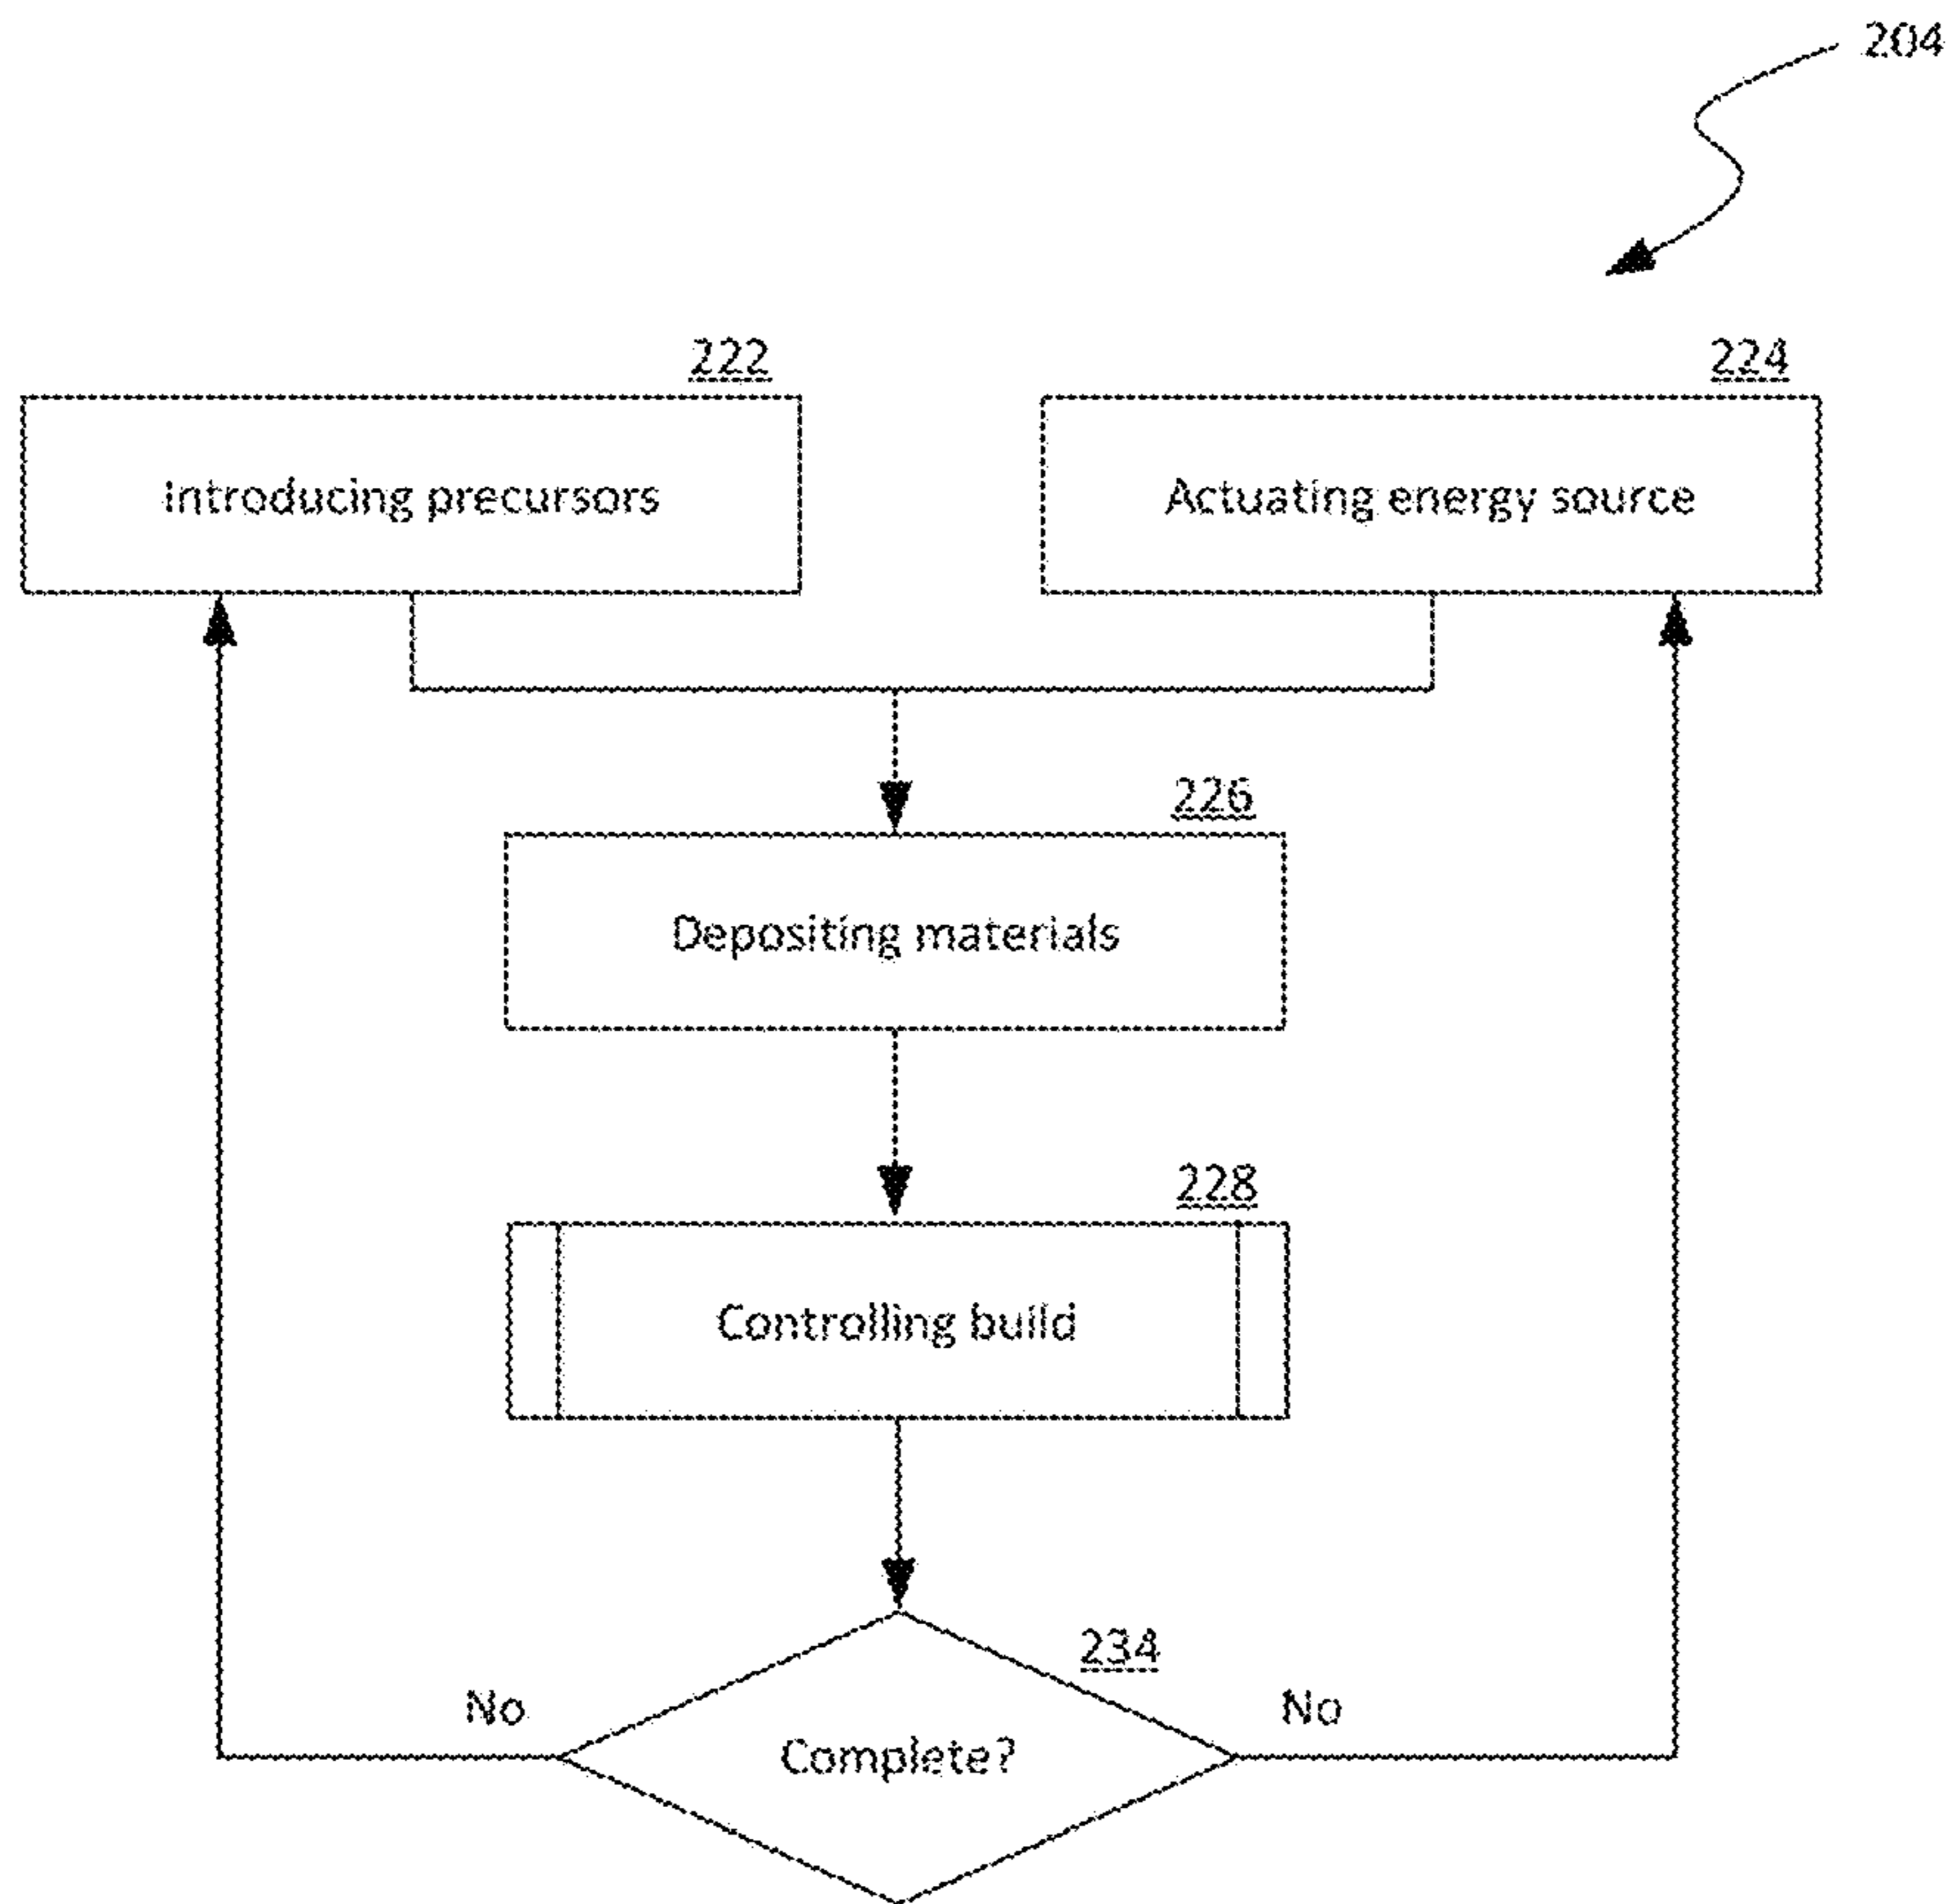 204
222
224
Introducing precursors
Actuating energy source
226
Depositing materials
228
Controlling build
234
No
No
Complete?